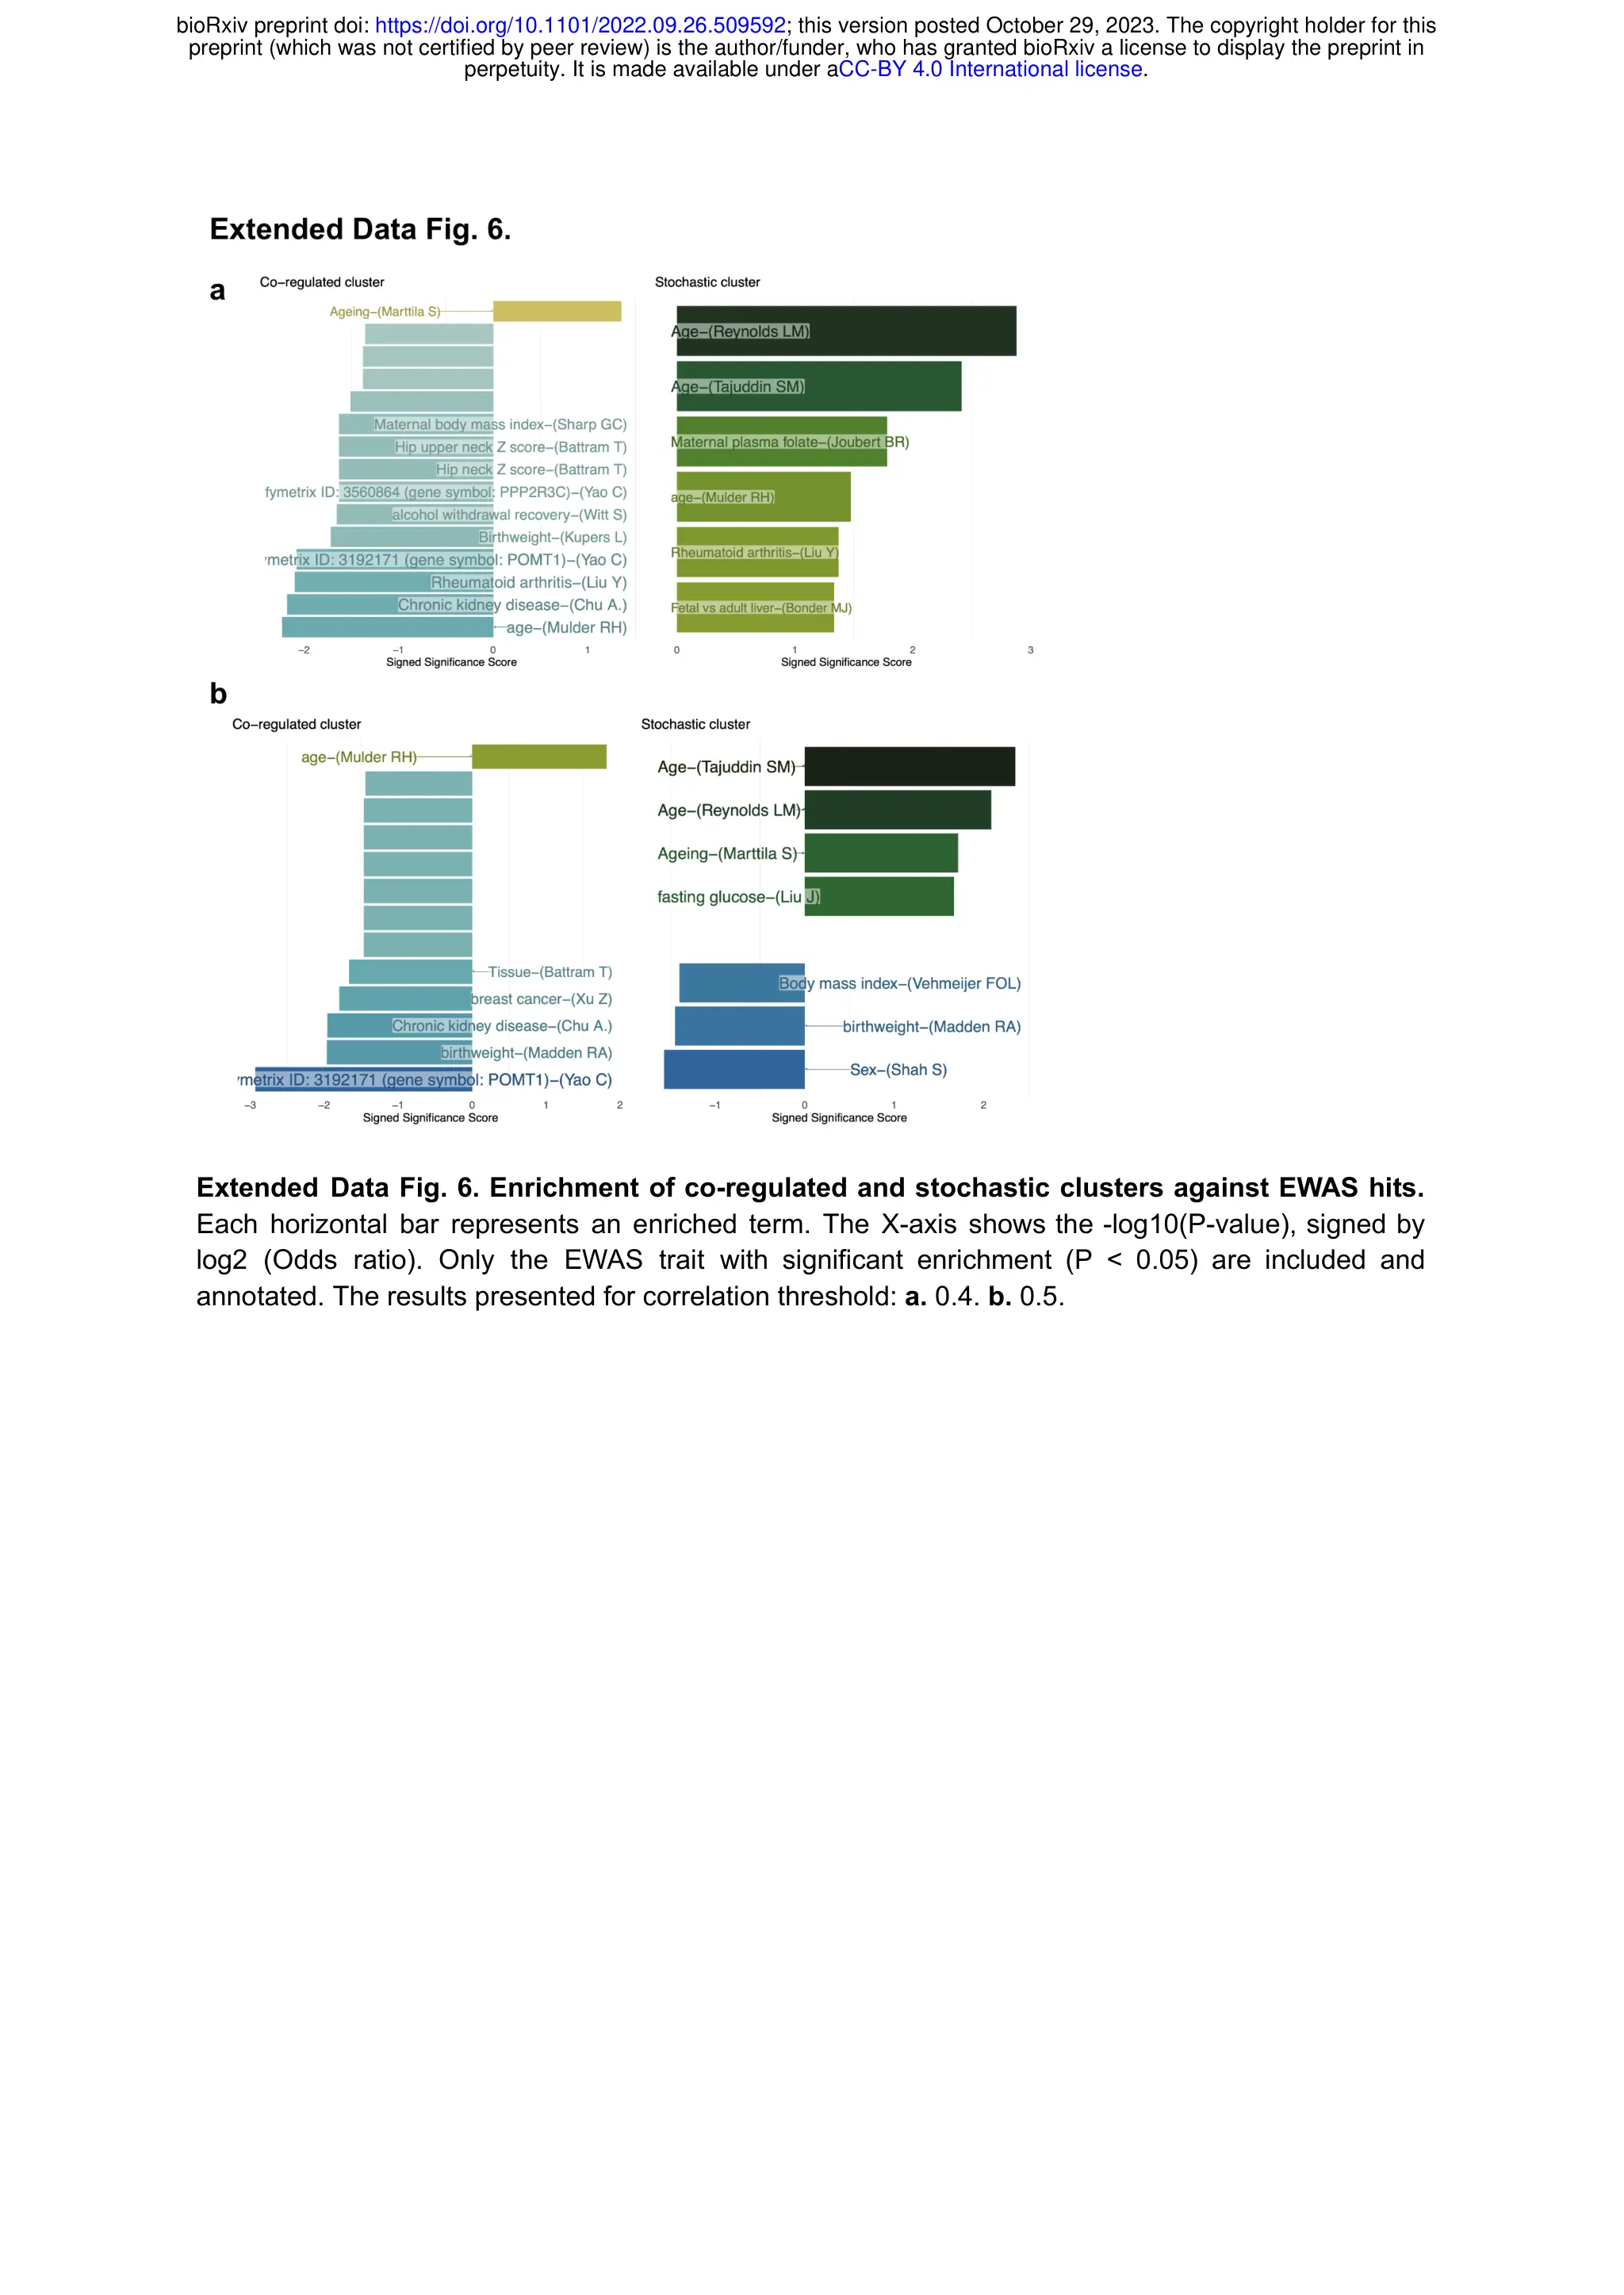 bioRxiv preprint doi: https://doi.org/10.1101/2022.09.26.509592; this version posted October 29, 2023. The copyright holder for this
preprint (which was not certified by peer review) is the author/funder, who has granted bioRxiv a license to display the preprint in
perpetuity. It is made available under aCC-BY 4.0 International license.
Extended Data Fig. 6.
a
Co−regulated cluster
Ageing−(Marttila S)
Maternal body mass index−(Sharp GC)
Hip upper neck Z score−(Battram T)
Hip neck Z score−(Battram T)
fymetrix ID: 3560864 (gene symbol: PPP2R3C)−(Yao C)
alcohol withdrawal recovery−(Witt S)
Birthweight−(Kupers L)
metrix ID: 3192171 (gene symbol: POMT1)−(Yao C)
Rheumatoid arthritis−(Liu Y)
Chronic kidney disease−(Chu A.)
age−(Mulder RH)
−2 −1 0 1
Signed Significance Score
Stochastic cluster
Age−(Reynolds LM)
Age−(Tajuddin SM)
Maternal plasma folate−(Joubert BR)
age−(Mulder RH)
Rheumatoid arthritis−(Liu Y)
Fetal vs adult liver−(Bonder MJ)
0 1 2 3
Signed Significance Score
b
Co−regulated cluster
age−(Mulder RH)
Tissue−(Battram T)
breast cancer−(Xu Z)
Chronic kidney disease−(Chu A.)
birthweight−(Madden RA)
metrix ID: 3192171 (gene symbol: POMT1)−(Yao C)
−3 −2 −1 0 1 2
Signed Significance Score
Stochastic cluster
Age−(Tajuddin SM)
Age−(Reynolds LM)
Ageing−(Marttila S)
fasting glucose−(Liu J)
Body mass index−(Vehmeijer FOL)
birthweight−(Madden RA)
Sex−(Shah S)
−1 0 1 2
Signed Significance Score
Extended Data Fig. 6. Enrichment of co-regulated and stochastic clusters against EWAS hits.
Each horizontal bar represents an enriched term. The X-axis shows the -log10(P-value), signed by
log2 (Odds ratio). Only the EWAS trait with significant enrichment (P < 0.05) are included and
annotated. The results presented for correlation threshold: a. 0.4. b. 0.5.